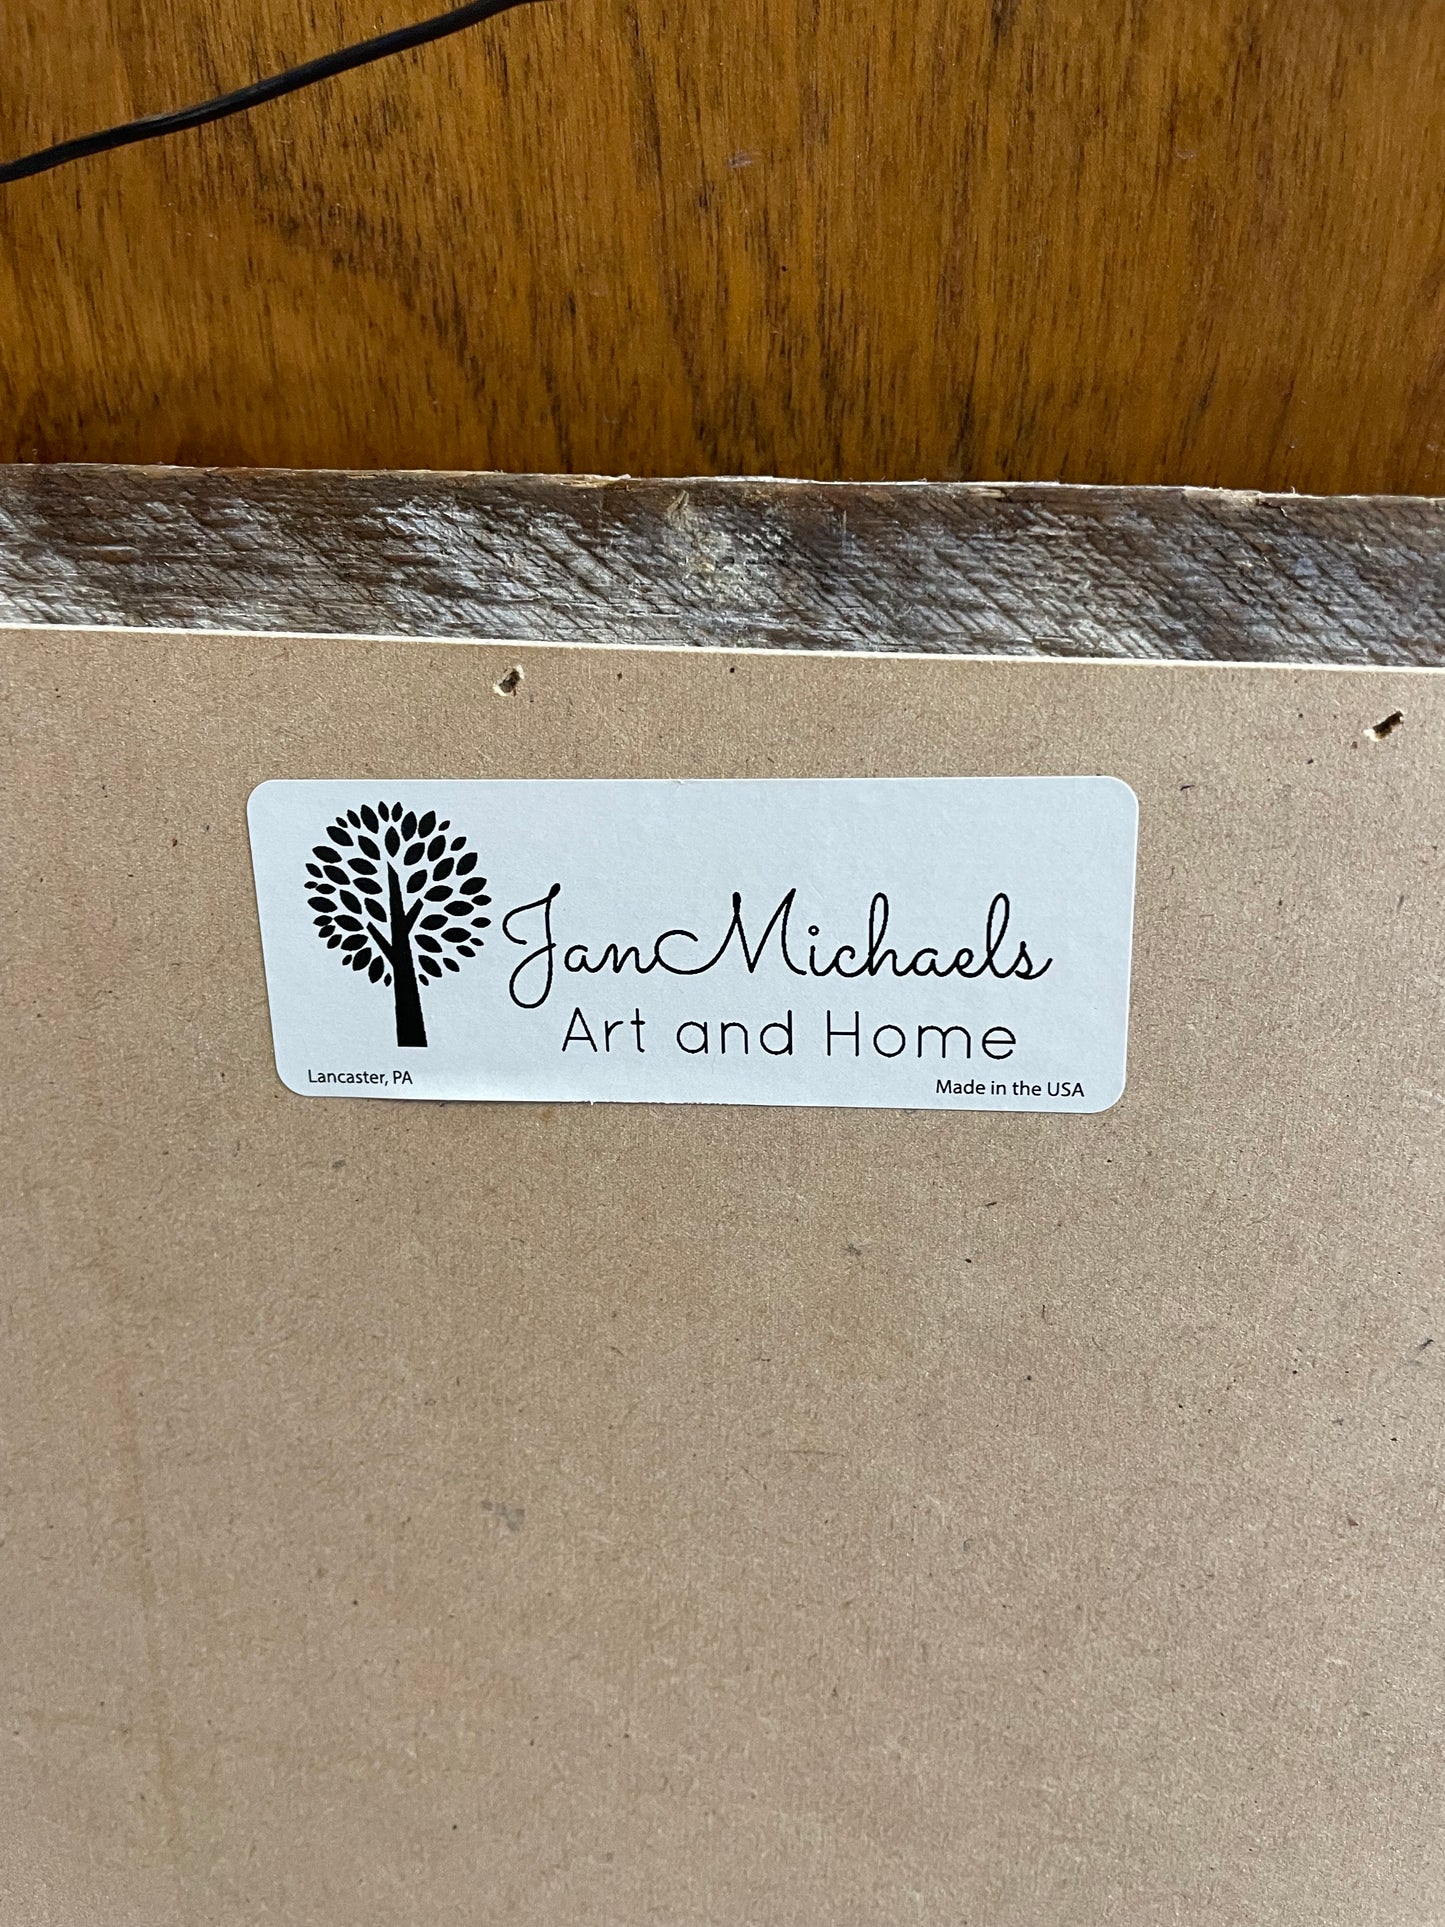 JanMichaels
Art and Home
Lancaster, PA
Made in the USA